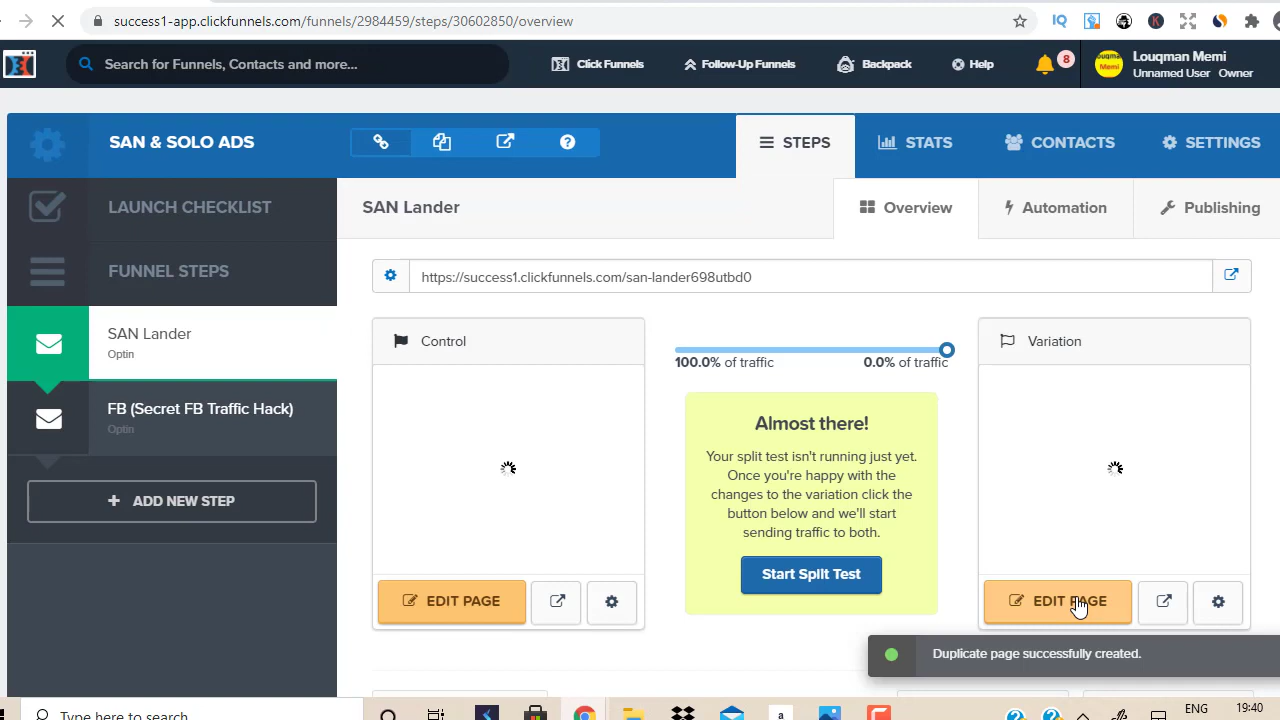 success1-app.clickfunnels.com/funnels/2984459/steps/30602850/overview
IQ
K
Search for Funnels, Contacts and more...
Click Funnels
Follow-Up Funnels
Backpack
Help
8
Louqman Memi
Louqman Memi
Unnamed User Owner
SAN & SOLO ADS
STEPS
STATS
CONTACTS
SETTINGS
LAUNCH CHECKLIST
SAN Lander
Overview
Automation
Publishing
FUNNEL STEPS
https://success1.clickfunnels.com/san-lander698utbd0
SAN Lander
Optin
Control
100.0% of traffic
0.0% of traffic
Variation
FB (Secret FB Traffic Hack)
Optin
Almost there!
Your split test isn't running just yet.
Once you're happy with the
changes to the variation click the
button below and we'll start
sending traffic to both.
ADD NEW STEP
Start Split Test
EDIT PAGE
EDIT PAGE
Duplicate page successfully created.
Type here to search
a
ENG
19:40